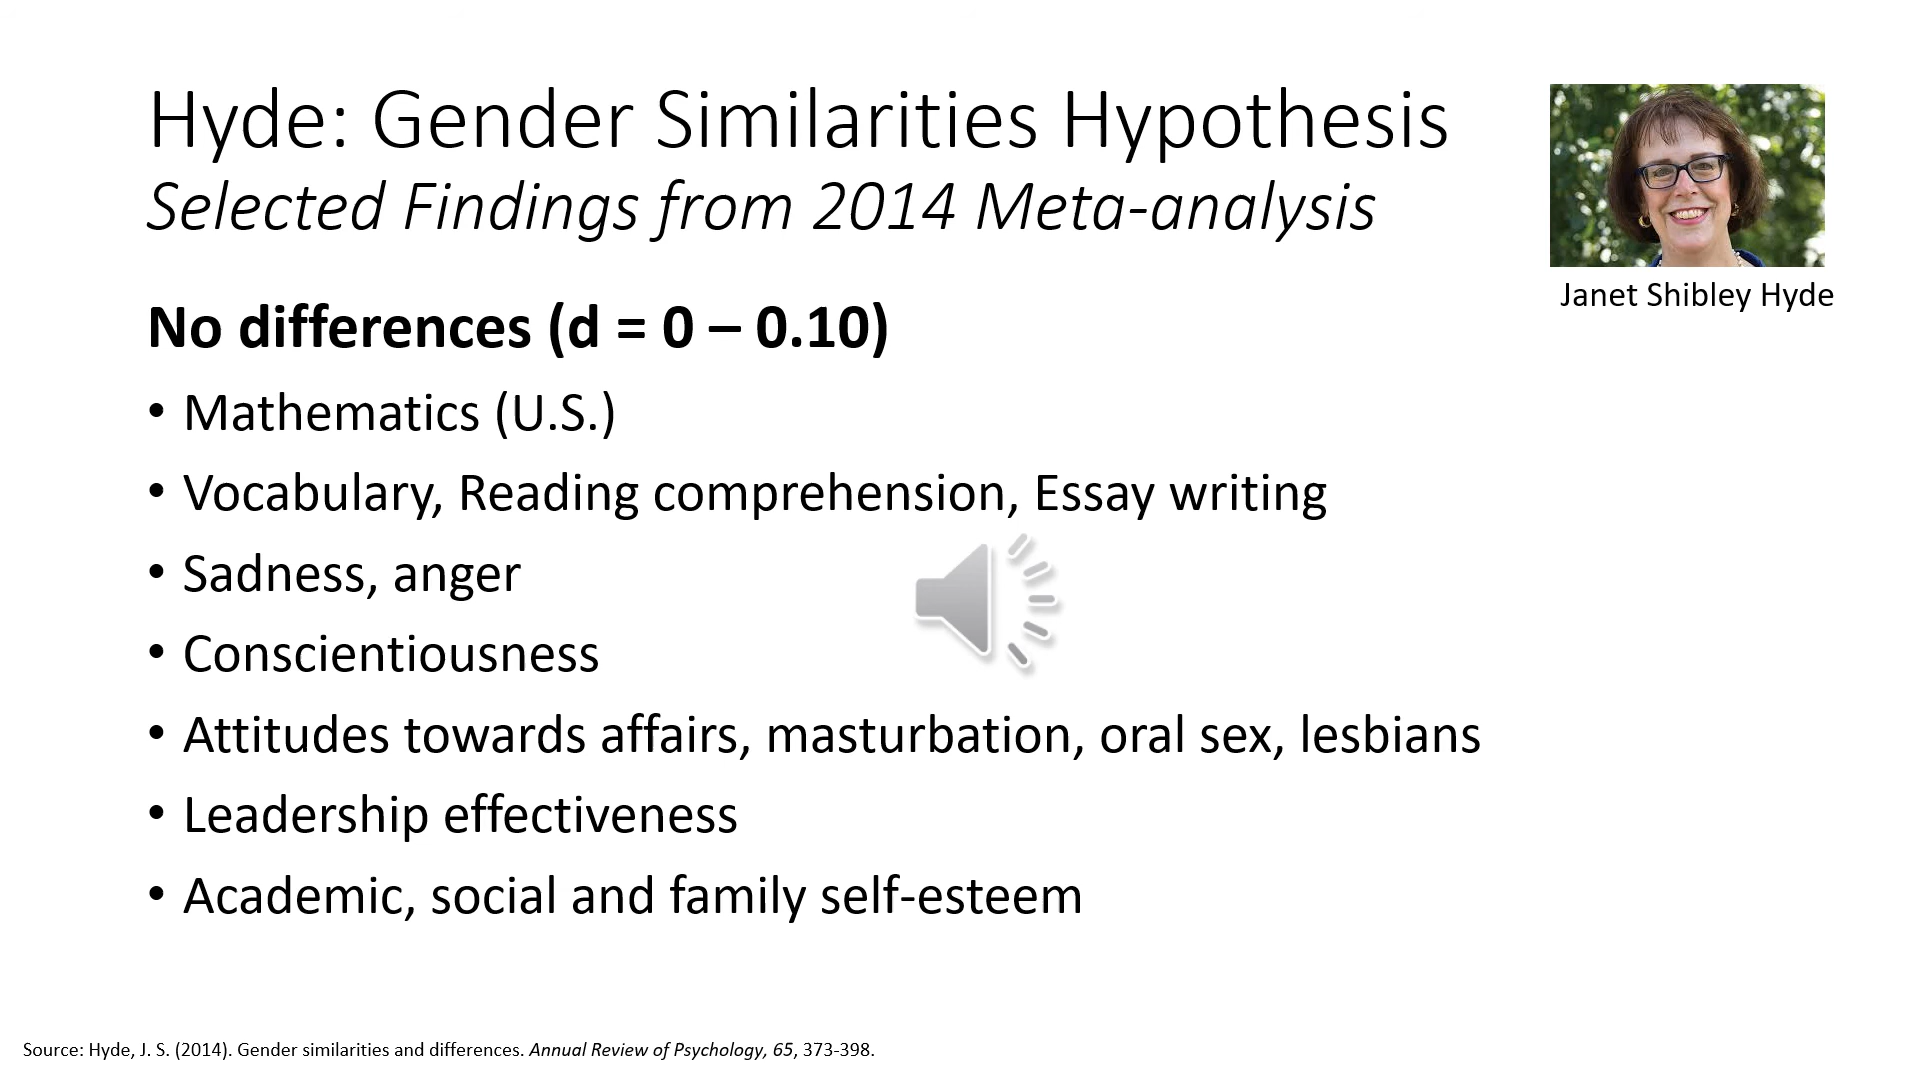 Hyde: Gender Similarities Hypothesis
Selected Findings from 2014 Meta-analysis
Janet Shibley Hyde
No differences (d = 0 – 0.10)
• Mathematics (U.S.)
• Vocabulary, Reading comprehension, Essay writing
• Sadness, anger
• Conscientiousness
• Attitudes towards affairs, masturbation, oral sex, lesbians
• Leadership effectiveness
• Academic, social and family self-esteem
Source: Hyde, J. S. (2014). Gender similarities and differences. Annual Review of Psychology, 65, 373-398.